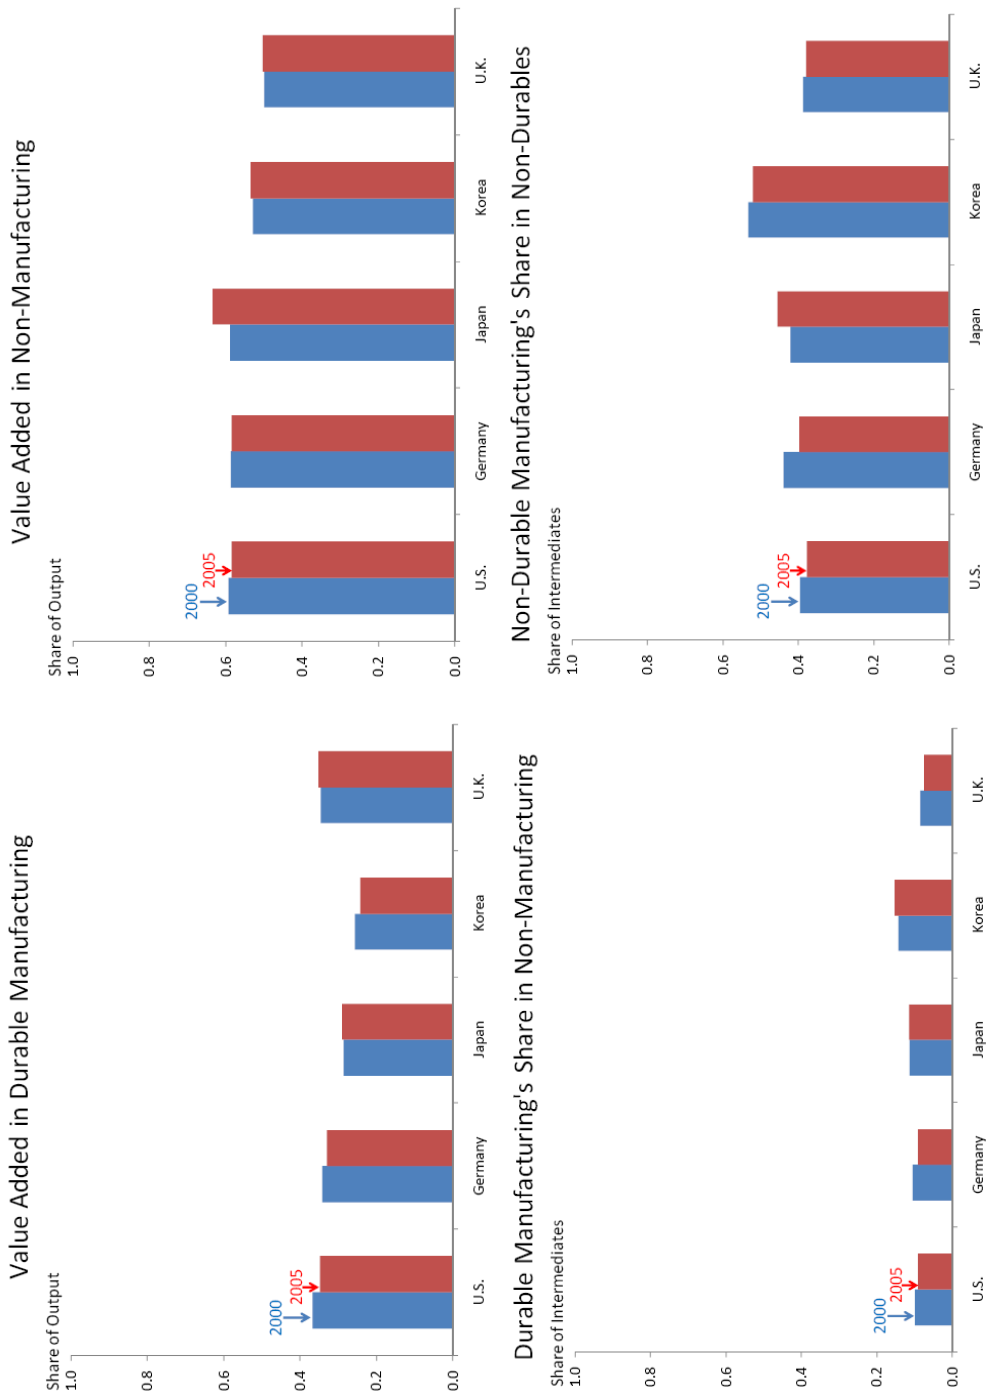 Value Added in Durable Manufacturing
Share of Output
1.0
0.8
0.6
0.4
0.2
0.0
2000
2005
U.S.
Germany
Japan
Korea
U.K.
Value Added in Non-Manufacturing
Share of Output
1.0
0.8
0.6
0.4
0.2
0.0
2000
2005
U.S.
Germany
Japan
Korea
U.K.
Durable Manufacturing's Share in Non-Manufacturing
Share of Intermediates
1.0
0.8
0.6
0.4
0.2
0.0
2000
2005
U.S.
Germany
Japan
Korea
U.K.
Non-Durable Manufacturing's Share in Non-Durables
Share of Intermediates
1.0
0.8
0.6
0.4
0.2
0.0
2000
2005
U.S.
Germany
Japan
Korea
U.K.